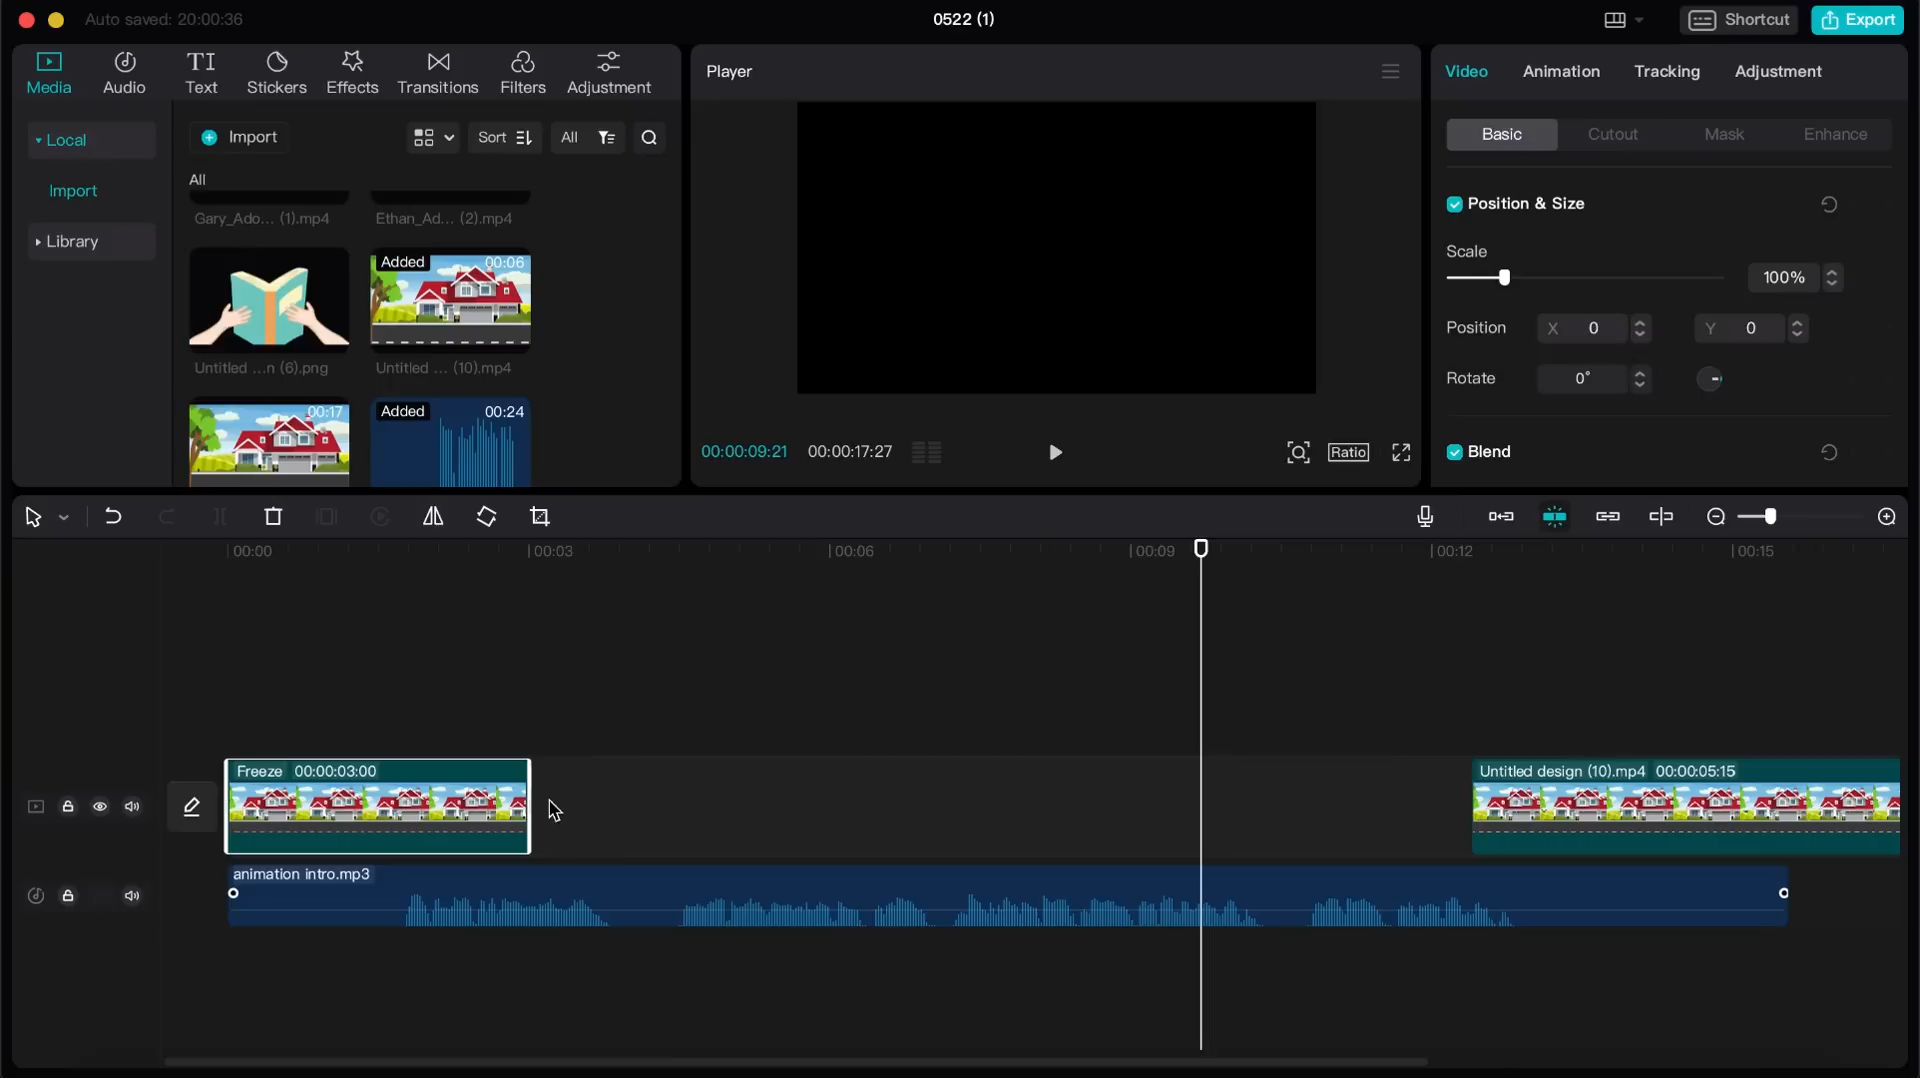 Auto saved: 20:00:36
0522 (1)
Shortcut
Export
Media
Audio
Text
Stickers
Effects
Transitions
Filters
Adjustment
Local
Import
Library
Import
Sort
All
All
Gary_Ado... (1).mp4
Ethan_Ad... (2).mp4
Added
00:06
Untitled ...n (6).png
Untitled ... (10).mp4
00:17
Added
00:24
Player
00:00:09:21
00:00:17:27
Ratio
Video
Animation
Tracking
Adjustment
Basic
Cutout
Mask
Enhance
Position & Size
Scale
100%
Position
X 0
Y 0
Rotate
0°
Blend
00:00
00:03
00:06
00:09
00:12
00:15
Freeze 00:00:03:00
Untitled design (10).mp4 00:00:05:15
animation intro.mp3